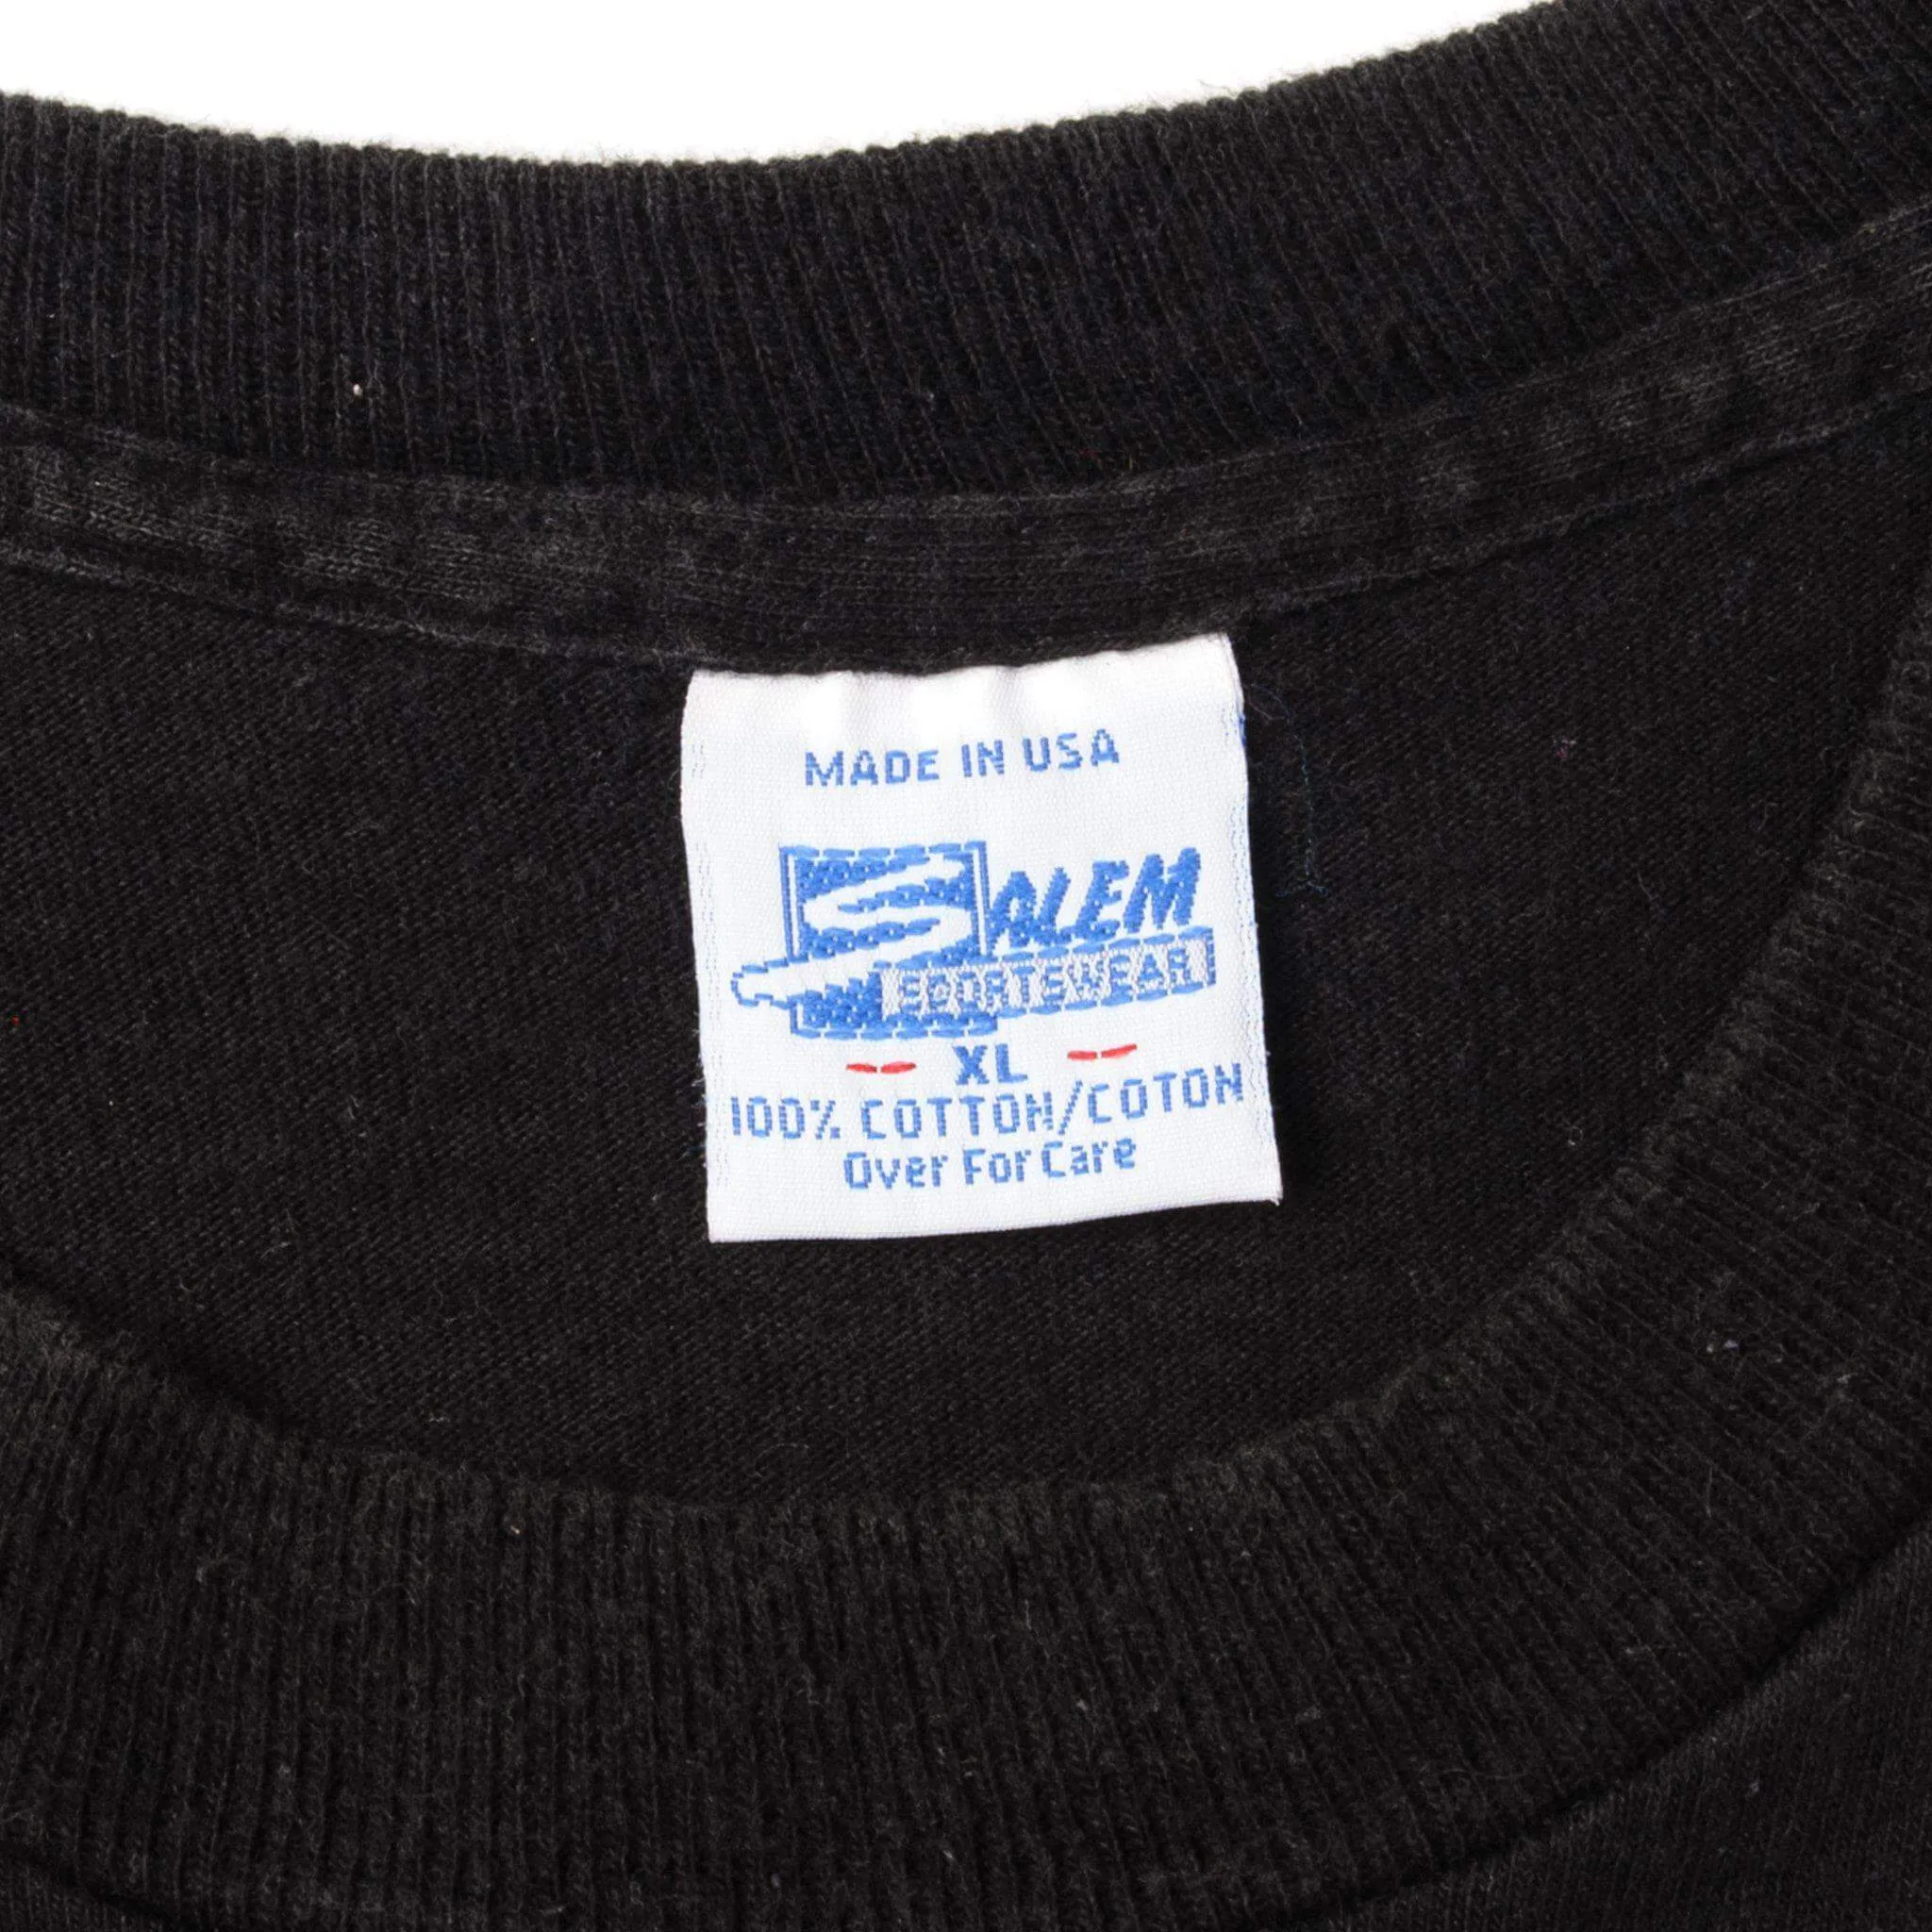 MADE IN USA
SALEM
SPORTSWEAR
XL
100% COTTON/COTON
Over For Care